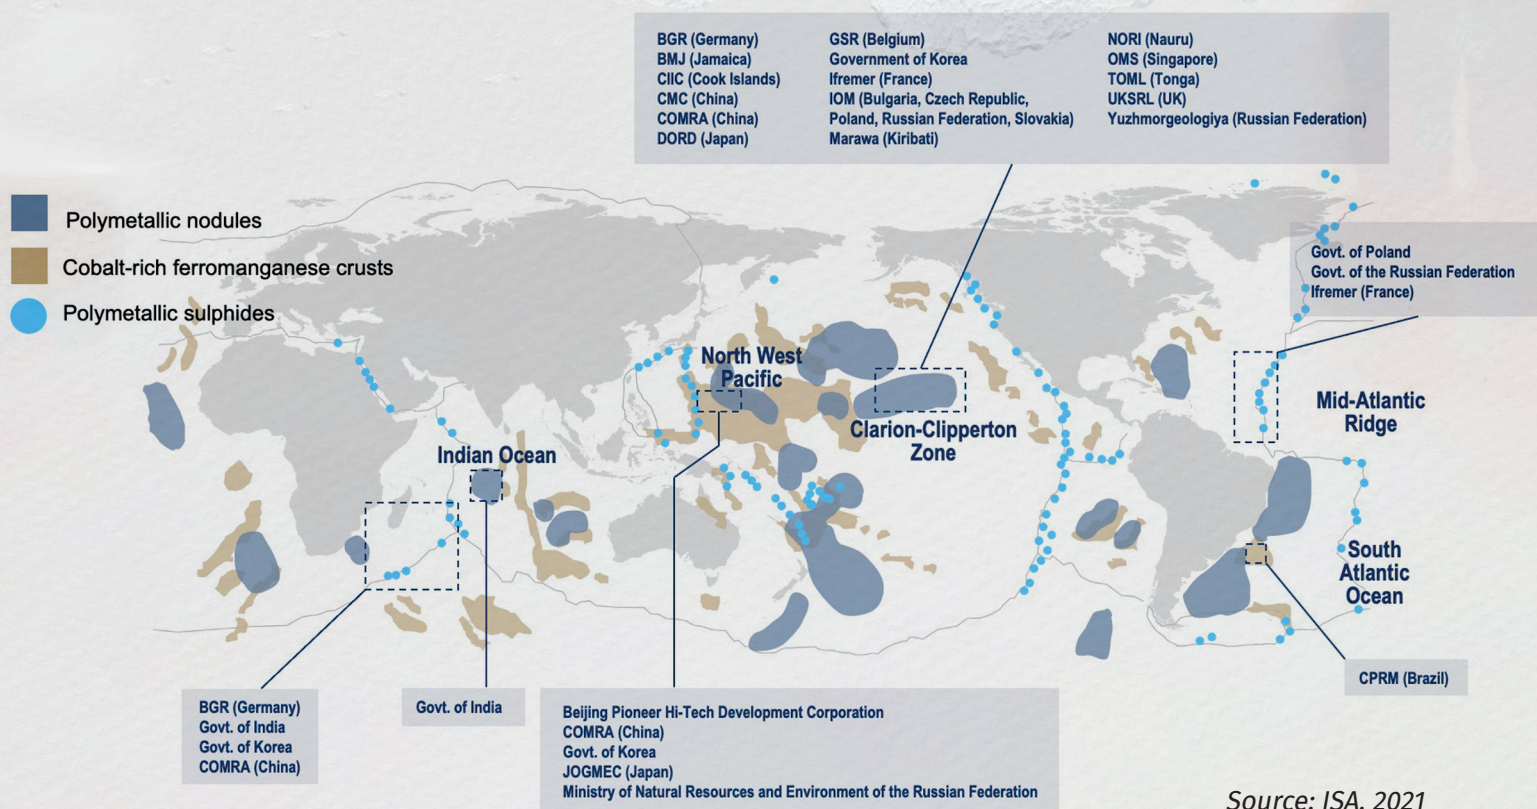 BGR (Germany)
BMJ (Jamaica)
CIIC (Cook Islands)
CMC (China)
COMRA (China)
DORD (Japan)
GSR (Belgium)
Government of Korea
Ifremer (France)
IOM (Bulgaria, Czech Republic,
Poland, Russian Federation, Slovakia)
Marawa (Kiribati)
NORI (Nauru)
OMS (Singapore)
TOML (Tonga)
UKSRL (UK)
Yuzhmorgeologiya (Russian Federation)
Polymetallic nodules
Cobalt-rich ferromanganese crusts
Polymetallic sulphides
Govt. of Poland
Govt. of the Russian Federation
Ifremer (France)
North West
Pacific
Clarion-Clipperton
Zone
Mid-Atlantic
Ridge
Indian Ocean
South
Atlantic
Ocean
BGR (Germany)
Govt. of India
Govt. of Korea
COMRA (China)
Govt. of India
Beijing Pioneer Hi-Tech Development Corporation
COMRA (China)
Govt. of Korea
JOGMEC (Japan)
Ministry of Natural Resources and Environment of the Russian Federation
CPRM (Brazil)
Source: ISA, 2021